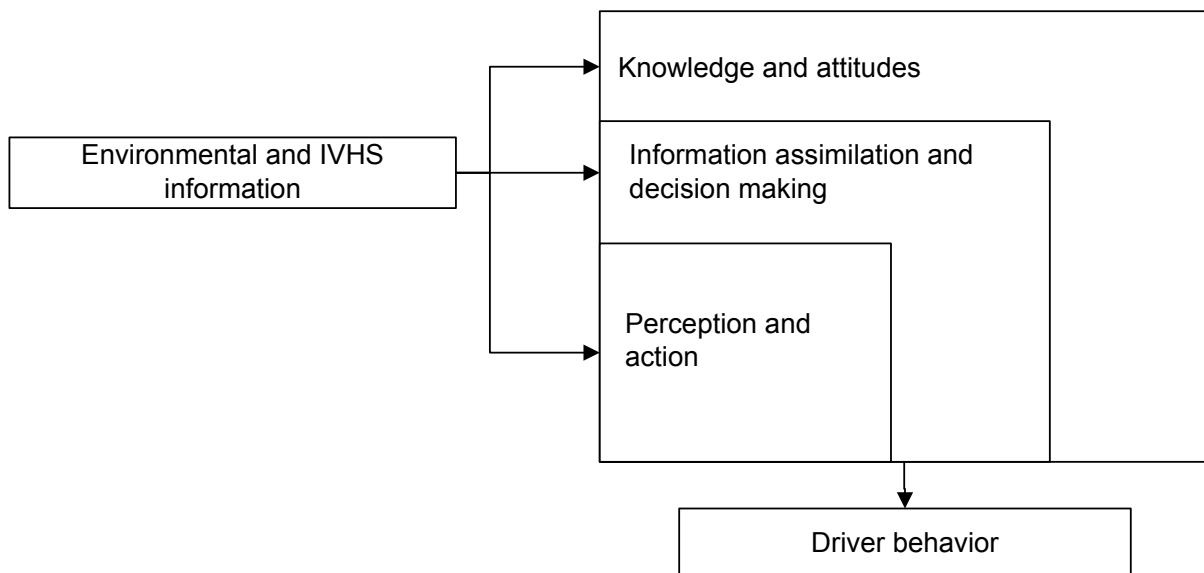 Knowledge and attitudes
Environmental and IVHS
information
Information assimilation and
decision making
Perception and
action
Driver behavior